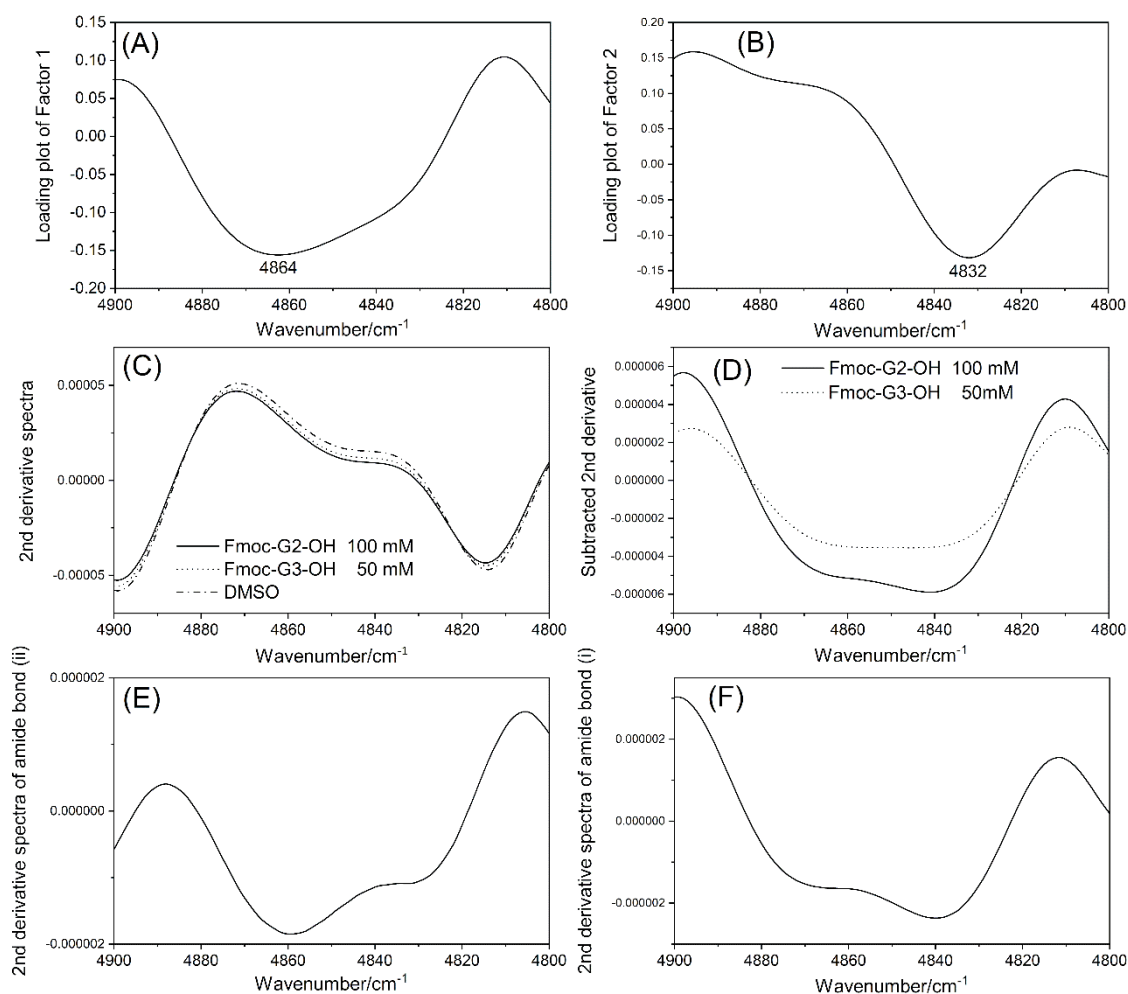 (A)
Loading plot of Factor 1
0.15
0.10
0.05
0.00
-0.05
-0.10
-0.15
-0.20
4864
4900 4880 4860 4840 4820 4800
Wavenumber/cm⁻¹
(B)
Loading plot of Factor 2
0.20
0.15
0.10
0.05
0.00
-0.05
-0.10
-0.15
4832
4900 4880 4860 4840 4820 4800
Wavenumber/cm⁻¹
(C)
2nd derivative spectra
0.00005
0.00000
-0.00005
Fmoc-G2-OH 100 mM
Fmoc-G3-OH 50 mM
DMSO
4900 4880 4860 4840 4820 4800
Wavenumber/cm⁻¹
(D)
Subtracted 2nd derivative
0.000006
0.000004
0.000002
0.000000
-0.000002
-0.000004
-0.000006
Fmoc-G2-OH 100 mM
Fmoc-G3-OH 50mM
4900 4880 4860 4840 4820 4800
Wavenumber/cm⁻¹
(E)
2nd derivative spectra of amide bond (ii)
0.000002
0.000000
-0.000002
4900 4880 4860 4840 4820 4800
Wavenumber/cm⁻¹
(F)
2nd derivative spectra of amide bond (i)
0.000002
0.000000
-0.000002
4900 4880 4860 4840 4820 4800
Wavenumber/cm⁻¹